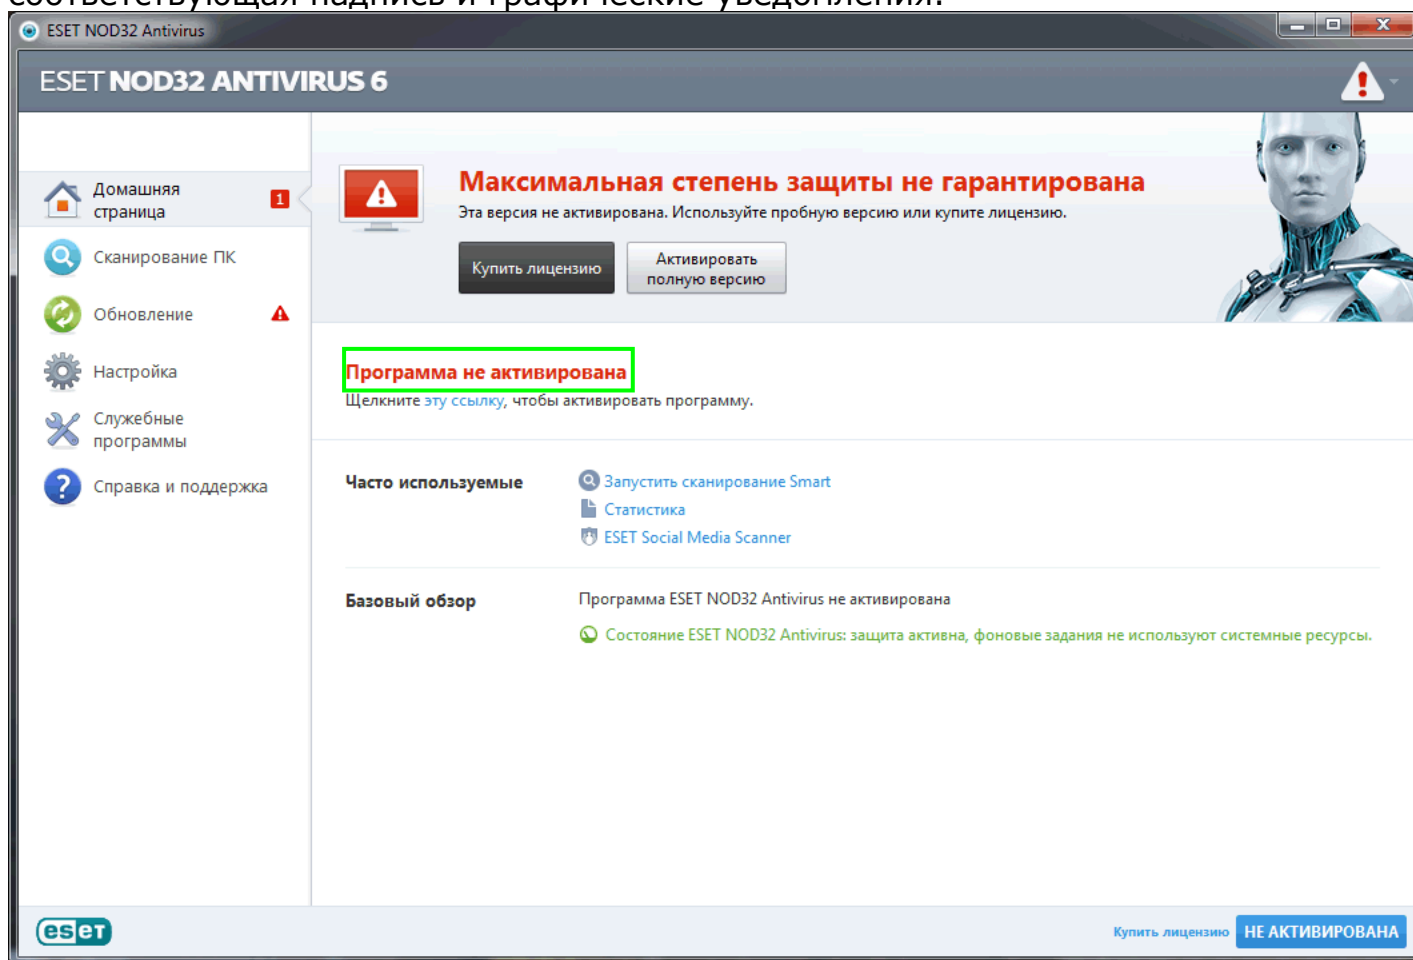 соответствующая надпись и графические уведомления.
ESET NOD32 Antivirus
ESET NOD32 ANTIVIRUS 6
Домашняя
страница
1
Сканирование ПК
Обновление
Настройка
Служебные
программы
Справка и поддержка
Максимальная степень защиты не гарантирована
Эта версия не активирована. Используйте пробную версию или купите лицензию.
Купить лицензию
Активировать
полную версию
Программа не активирована
Щелкните эту ссылку, чтобы активировать программу.
Часто используемые
Запустить сканирование Smart
Статистика
ESET Social Media Scanner
Базовый обзор
Программа ESET NOD32 Antivirus не активирована
Состояние ESET NOD32 Antivirus: защита активна, фоновые задания не используют системные ресурсы.
eset
Купить лицензию
НЕ АКТИВИРОВАНА